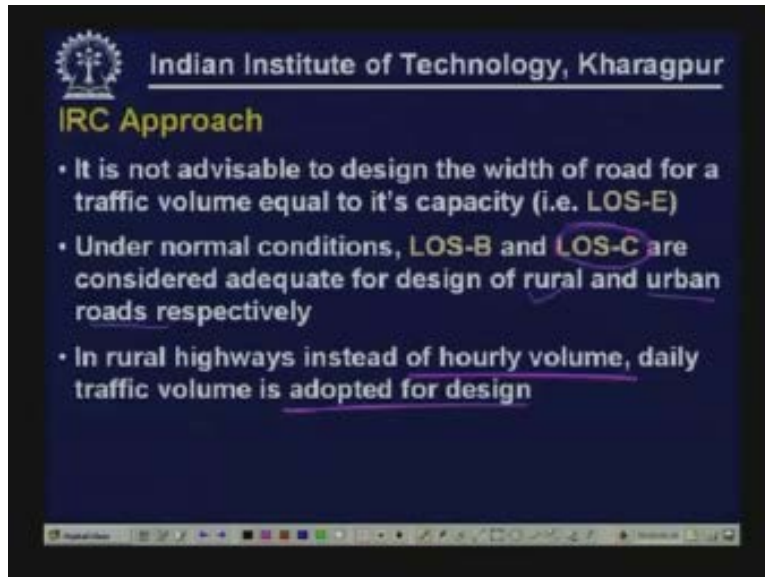 Indian Institute of Technology, Kharagpur
IRC Approach
• It is not advisable to design the width of road for a
traffic volume equal to it's capacity (i.e. LOS-E)
• Under normal conditions, LOS-B and LOS-C are
considered adequate for design of rural and urban
roads respectively
• In rural highways instead of hourly volume, daily
traffic volume is adopted for design